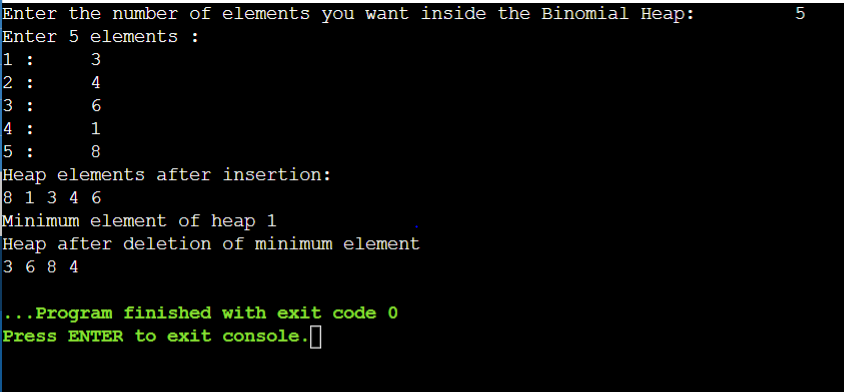 Enter the number of elements you want inside the Binomial Heap: 5
Enter 5 elements :
1 : 3
2 : 4
3 : 6
4 : 1
5 : 8
Heap elements after insertion:
8 1 3 4 6
Minimum element of heap 1
Heap after deletion of minimum element
3 6 8 4
...Program finished with exit code 0
Press ENTER to exit console.